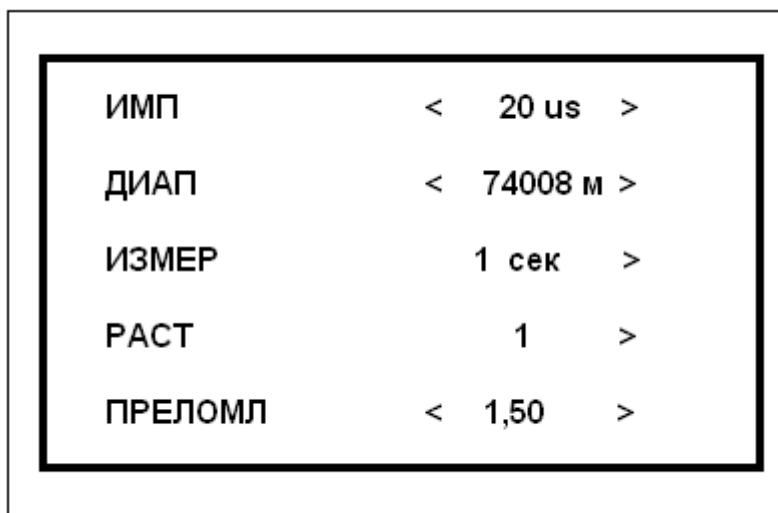 ИМП < 20 us >
ДИАП < 74008 м >
ИЗМЕР 1 сек >
РАСТ 1 >
ПРЕЛОМЛ < 1,50 >